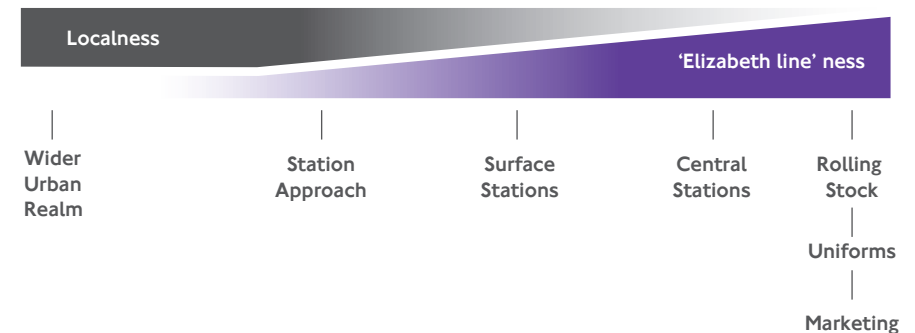 Localness
‘Elizabeth line’ ness
Wider
Urban
Realm
Station
Approach
Surface
Stations
Central
Stations
Rolling
Stock
Uniforms
Marketing